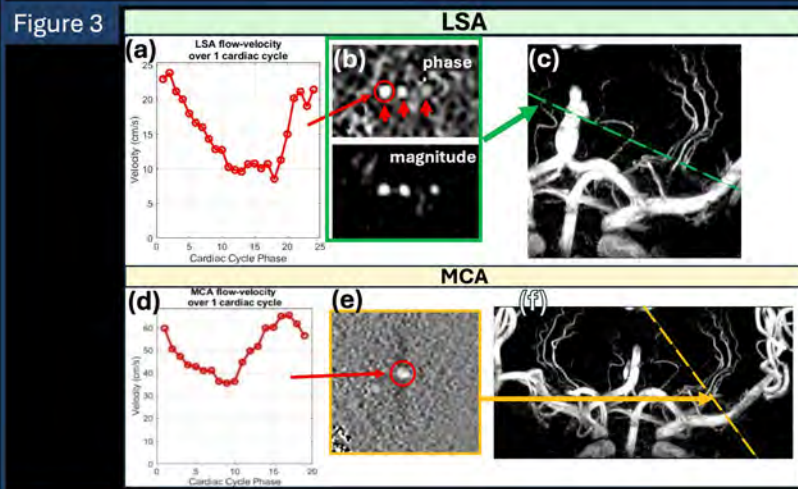 Figure 3
LSA
(a)
LSA flow-velocity
over 1 cardiac cycle
25
20
15
10
5
0
Velocity (cm/s)
0 5 10 15 20 25
Cardiac Cycle Phase
(b)
phase
magnitude
(c)
MCA
(d)
MCA flow-velocity
over 1 cardiac cycle
60
50
40
30
20
10
0
Velocity (cm/s)
0 5 10 15 20
Cardiac Cycle Phase
(e)
(f)